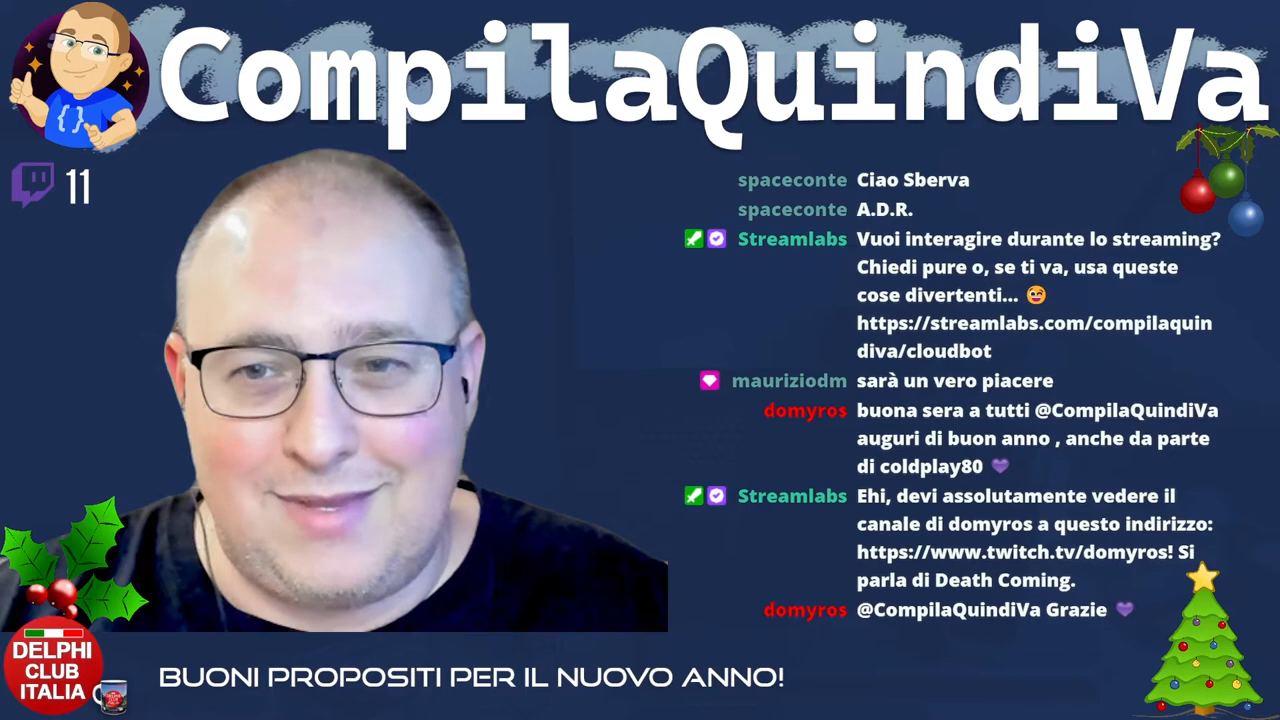 CompilaQuindiVa
{ }
11
spaceconte Ciao Sberva
spaceconte A.D.R.
Streamlabs Vuoi interagire durante lo streaming?
Chiedi pure o, se ti va, usa queste
cose divertenti... 😅
https://streamlabs.com/compilaquin
diva/cloudbot
mauriziodm sarà un vero piacere
domyros buona sera a tutti @CompilaQuindiVa
auguri di buon anno , anche da parte
di coldplay80 💜
Streamlabs Ehi, devi assolutamente vedere il
canale di domyros a questo indirizzo:
https://www.twitch.tv/domyros! Si
parla di Death Coming.
domyros @CompilaQuindiVa Grazie 💜
DELPHI
CLUB
ITALIA
BUONI PROPOSITI PER IL NUOVO ANNO!